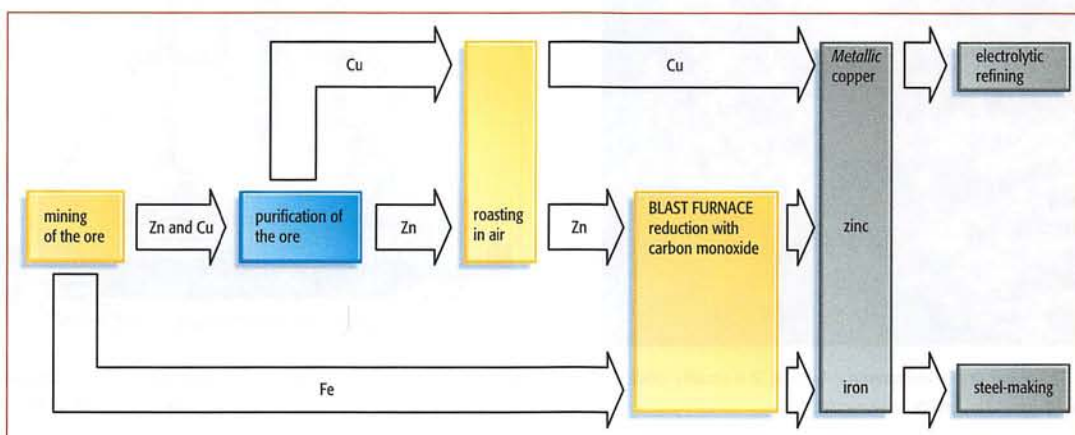 Cu
Cu
Metallic
copper
electrolytic
refining
mining
of the ore
Zn and Cu
purification of
the ore
Zn
roasting
in air
Zn
BLAST FURNACE
reduction with
carbon monoxide
zinc
Fe
iron
steel-making